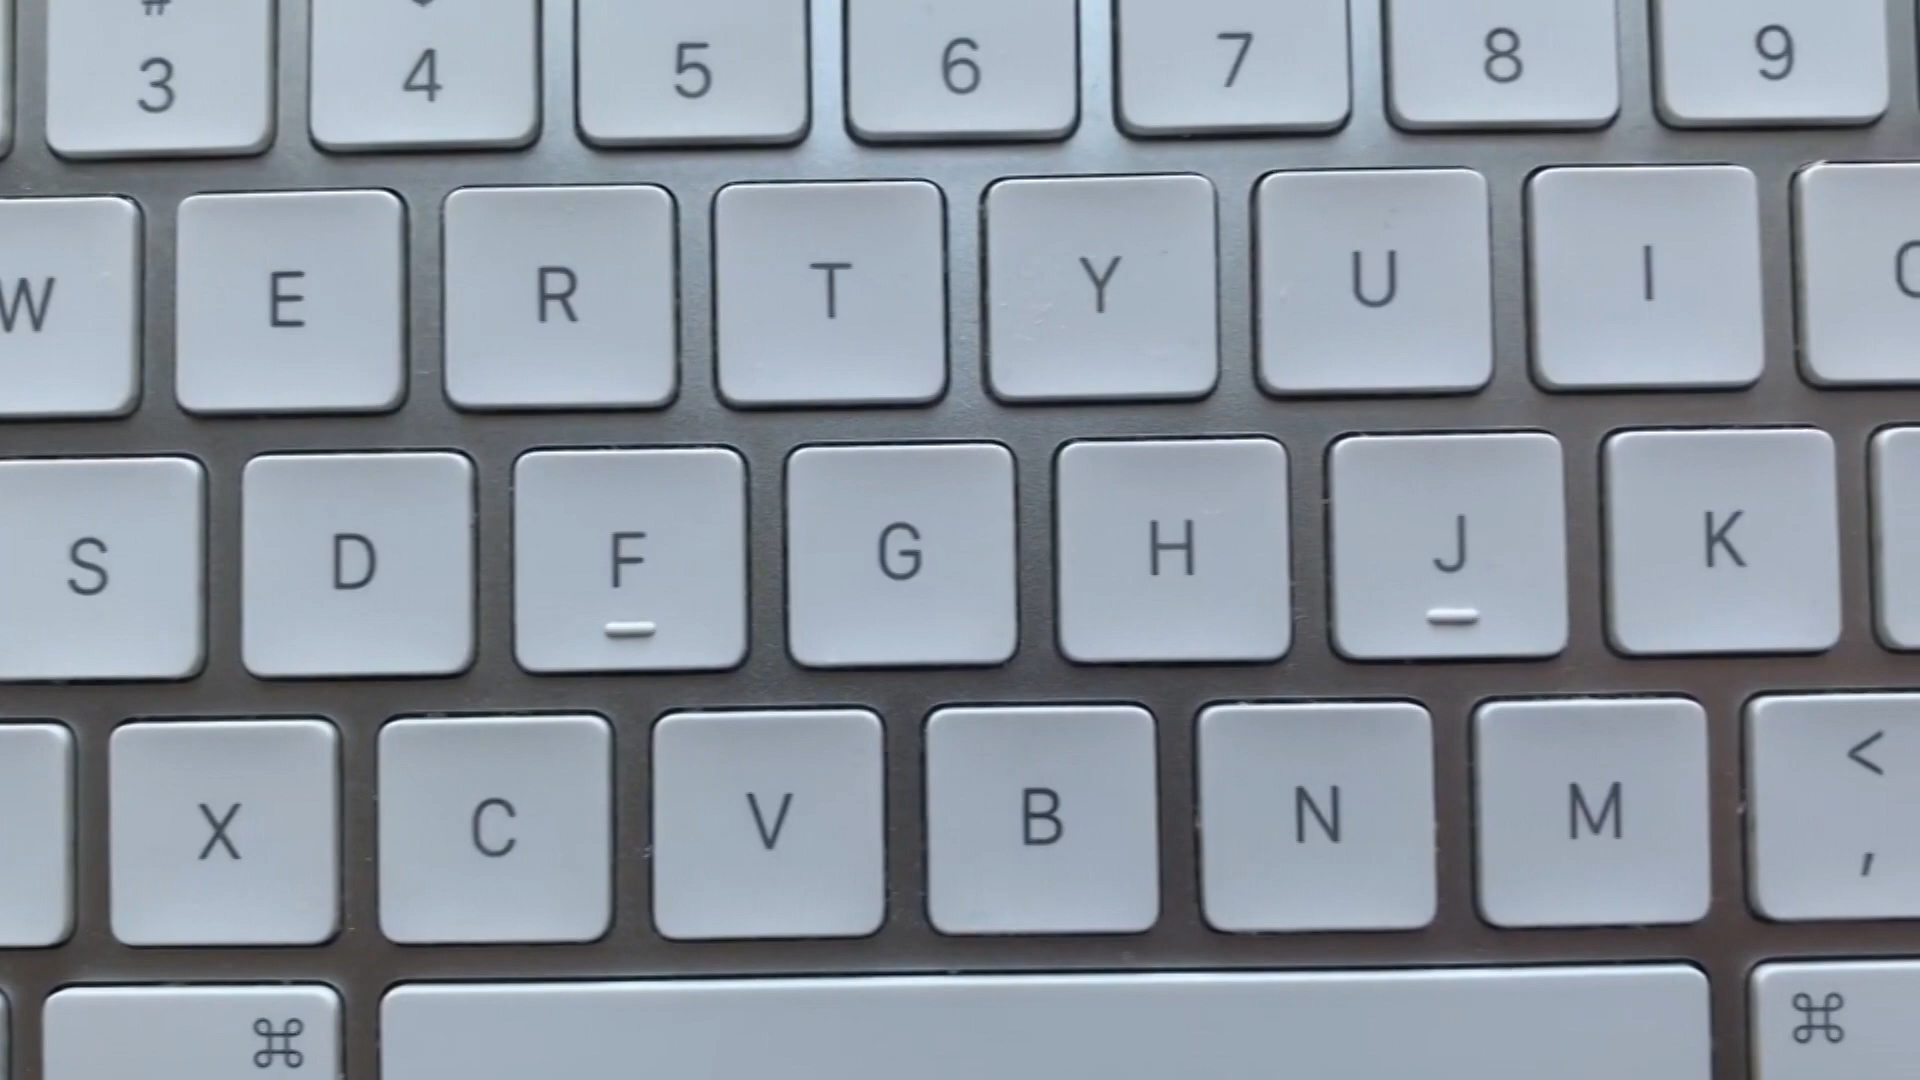 # 
3 4 5 6 7 8 9
W E R T Y U I
S D F G H J K
<
X C V B N M ,
⌘ ⌘